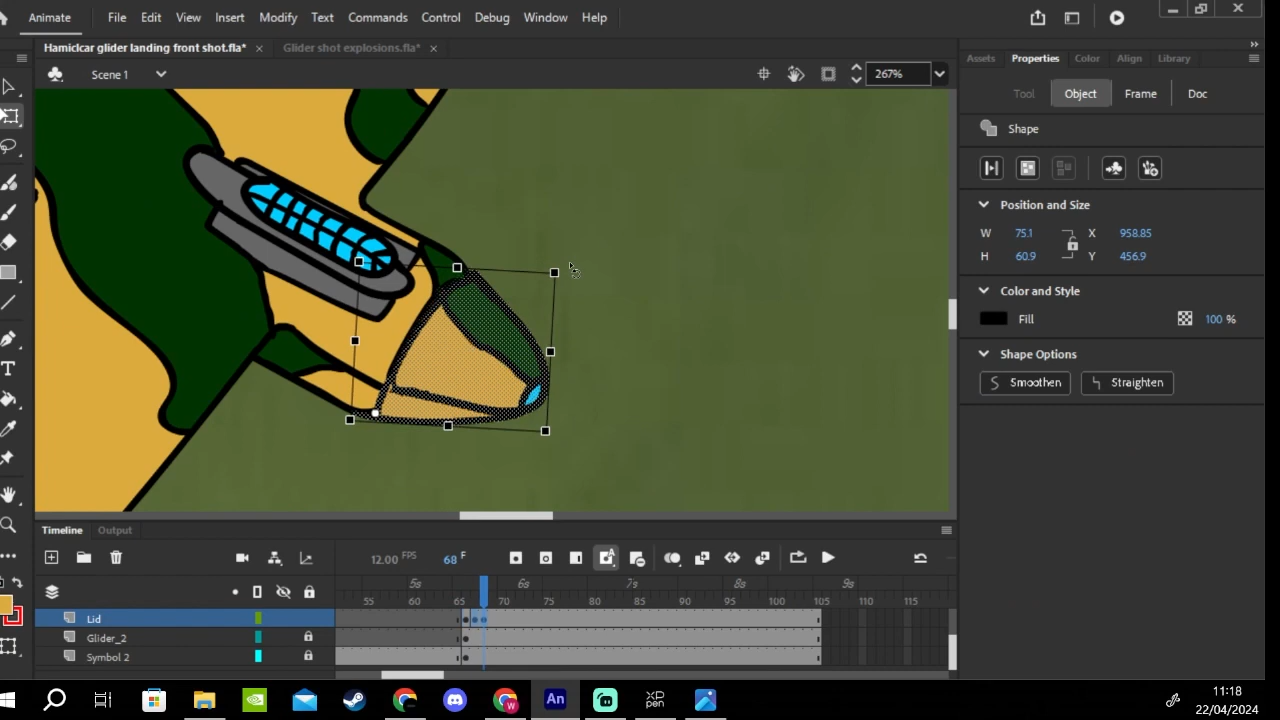 Animate File Edit View Insert Modify Text Commands Control Debug Window Help
Hamiclcar glider landing front shot.fla* × Glider shot explosions.fla* ×
Assets Properties Color Align Library
Scene 1 267%
Tool Object Frame Doc
Shape
Position and Size
W 75.1 X 958.85
H 60.9 Y 456.9
Color and Style
Fill 100 %
Shape Options
Smoothen Straighten
Timeline Output
12.00 FPS 68 F
5s 6s 7s 8s 9s
55 65 70 75 80 85 90 95 100 105 110 115
Lid
Glider_2
Symbol 2
An XP PEN W
11:18
22/04/2024